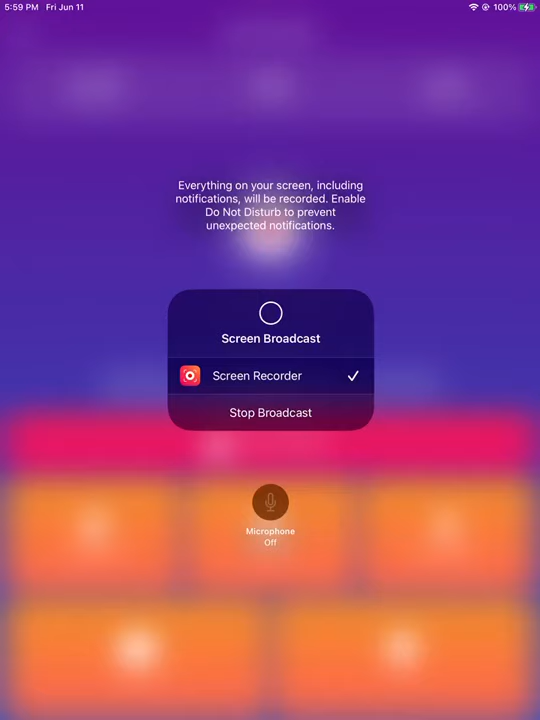 5:59 PM Fri Jun 11
100%
Everything on your screen, including
notifications, will be recorded. Enable
Do Not Disturb to prevent
unexpected notifications.
Screen Broadcast
Screen Recorder
Stop Broadcast
Microphone
Off